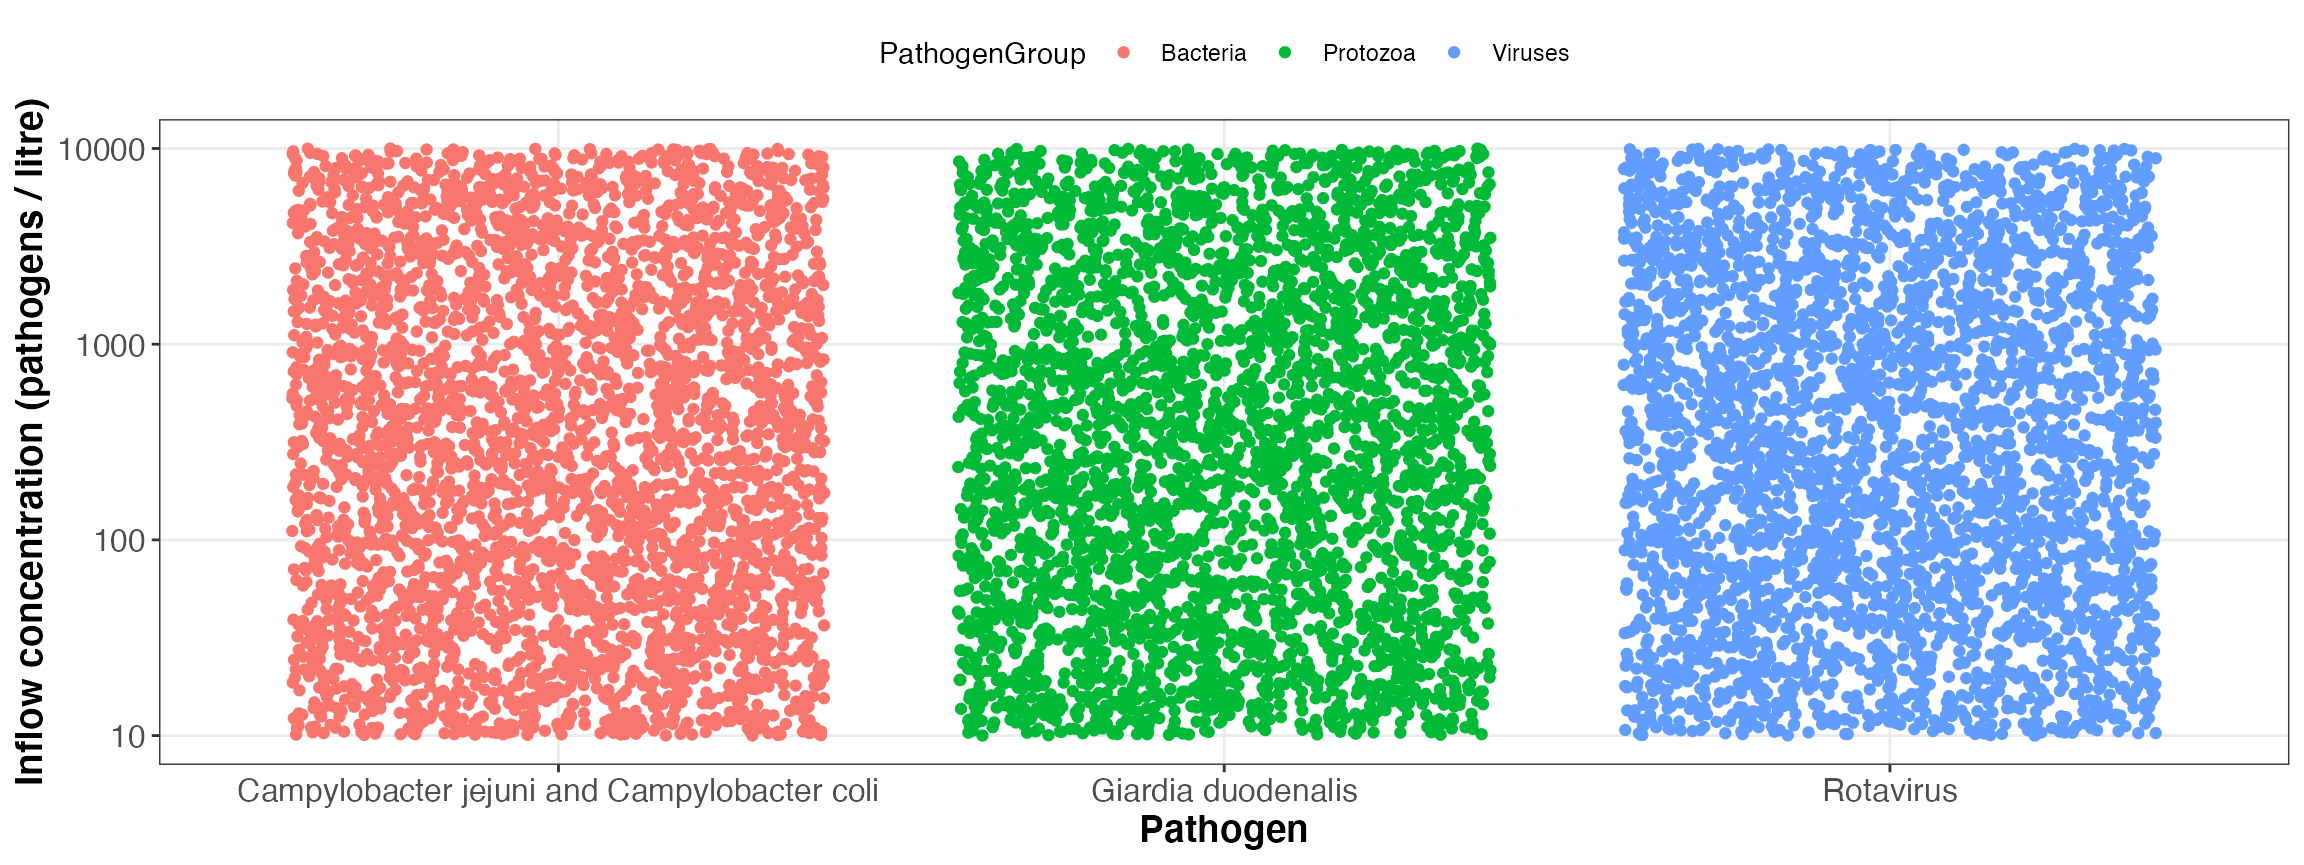 PathogenGroup Bacteria Protozoa Viruses
Inflow concentration (pathogens / litre)
10000
1000
100
10
Campylobacter jejuni and Campylobacter coli Giardia duodenalis Rotavirus
Pathogen